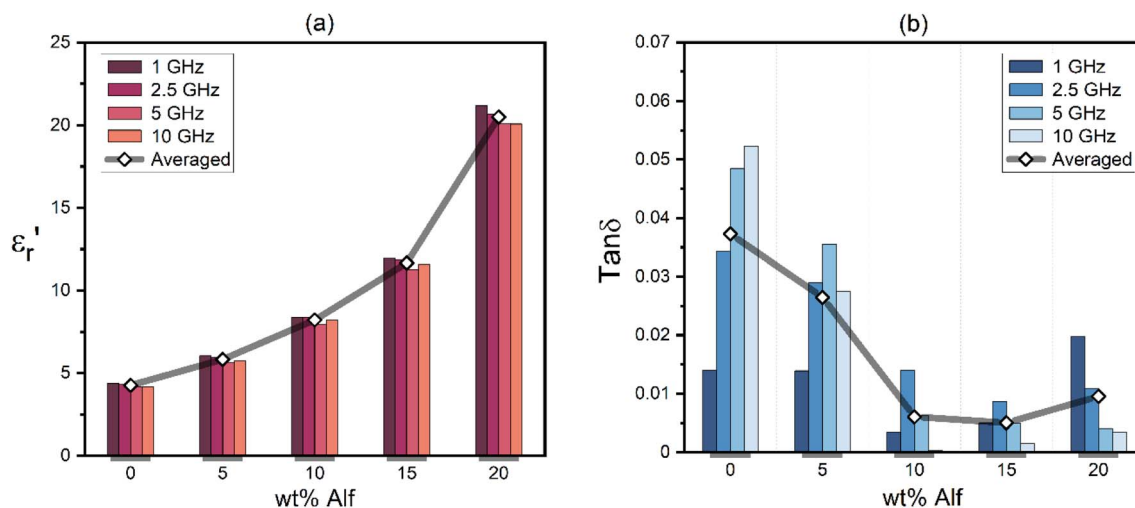 (a)
25
20
15
10
5
0
εr'
1 GHz
2.5 GHz
5 GHz
10 GHz
Averaged
0 5 10 15 20
wt% Alf
(b)
0.07
0.06
0.05
0.04
0.03
0.02
0.01
0
Tanδ
1 GHz
2.5 GHz
5 GHz
10 GHz
Averaged
0 5 10 15 20
wt% Alf